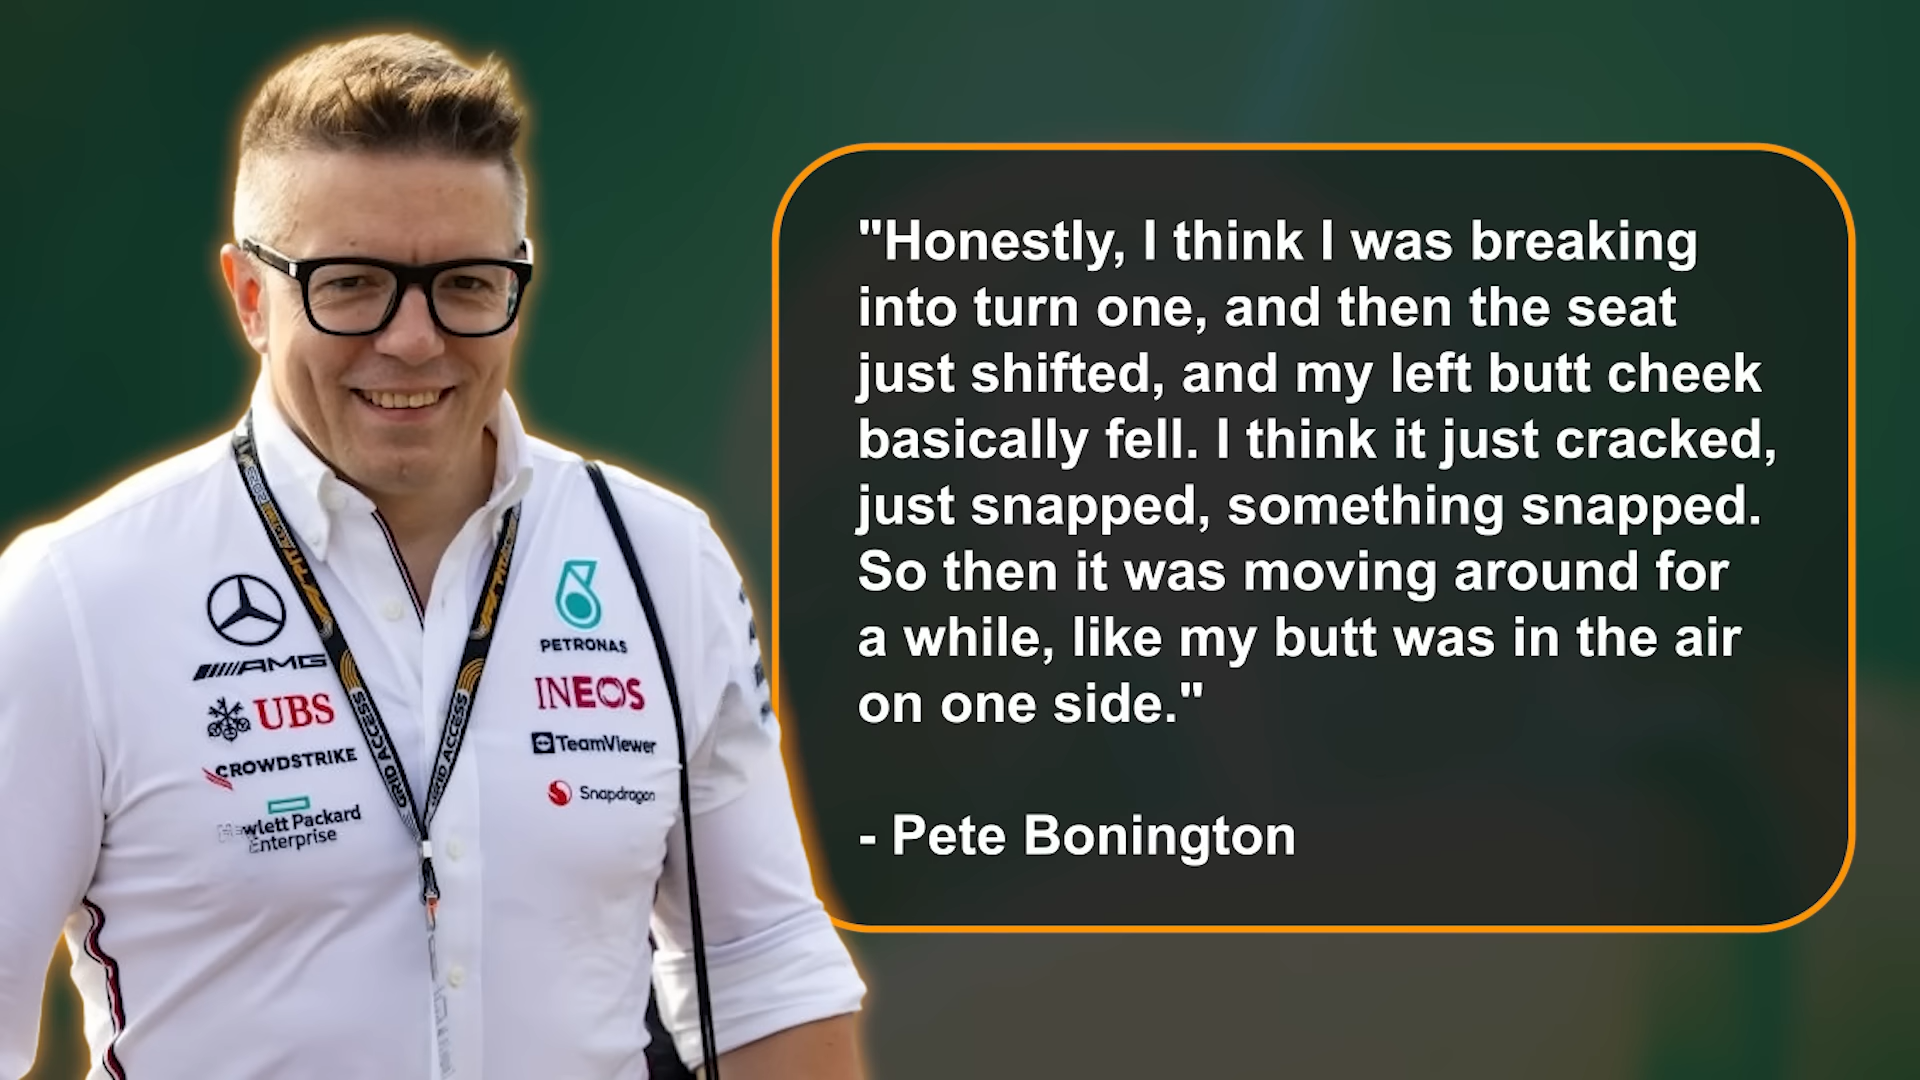 "Honestly, I think I was breaking
into turn one, and then the seat
just shifted, and my left butt cheek
basically fell. I think it just cracked,
just snapped, something snapped.
So then it was moving around for
a while, like my butt was in the air
on one side."
- Pete Bonington
AMG
UBS
CROWDSTRIKE
Hewlett Packard
Enterprise
PETRONAS
INEOS
TeamViewer
Snapdragon
GRID ACCESS
GRID ACCESS